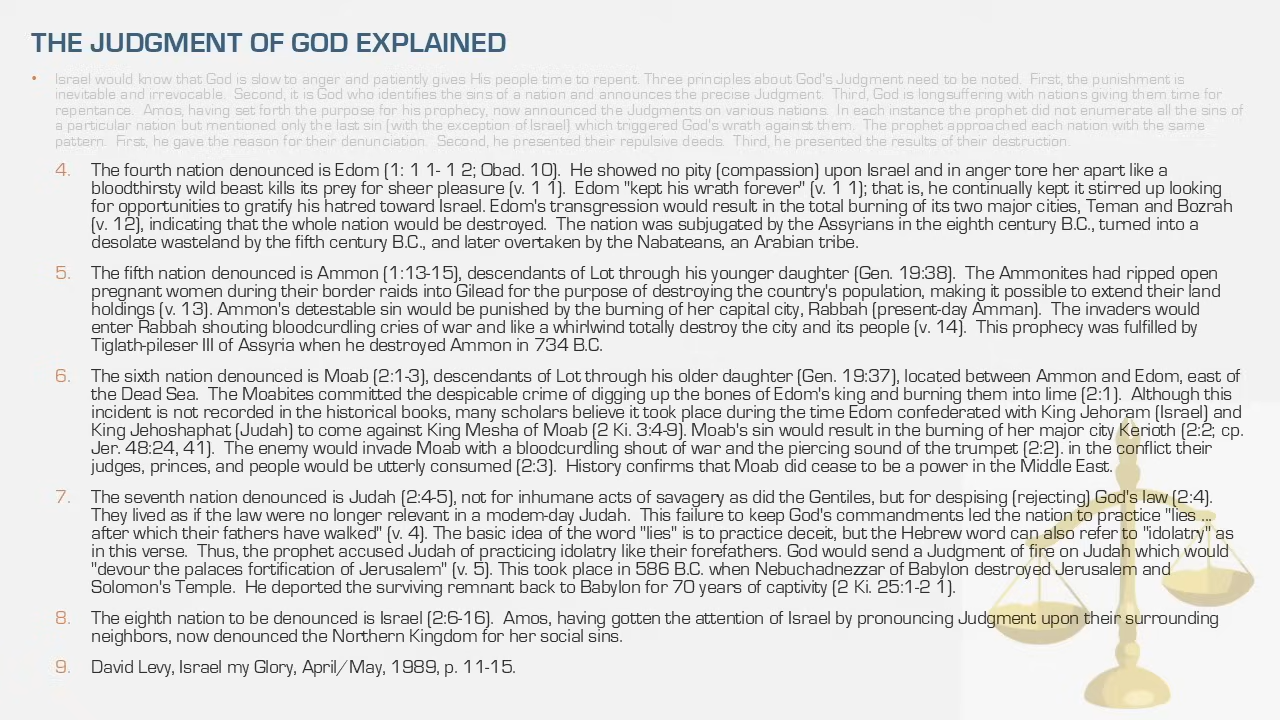 THE JUDGMENT OF GOD EXPLAINED
• Israel would know that God is slow to anger and patiently gives His people time to repent. Three principles about God's Judgment need to be noted. First, the punishment is
inevitable and irrevocable. Second, it is God who identifies the sins of a nation and announces the precise Judgment. Third, God is longsuffering with nations giving them time for
repentance. Amos, having set forth the purpose for his prophecy, now announced the Judgments on various nations. In each instance the prophet did not enumerate all the sins of
a particular nation but mentioned only the last sin (with the exception of Israel) which triggered God's wrath against them. The prophet approached each nation with the same
pattern. First, he gave the reason for their denunciation. Second, he presented their repulsive deeds. Third, he presented the results of their destruction.
4. The fourth nation denounced is Edom (1: 1 1- 1 2; Obad. 10). He showed no pity (compassion) upon Israel and in anger tore her apart like a
bloodthirsty wild beast kills its prey for sheer pleasure (v. 1 1). Edom "kept his wrath forever" (v. 1 1); that is, he continually kept it stirred up looking
for opportunities to gratify his hatred toward Israel. Edom's transgression would result in the total burning of its two major cities, Teman and Bozrah
(v. 12), indicating that the whole nation would be destroyed. The nation was subjugated by the Assyrians in the eighth century B.C., turned into a
desolate wasteland by the fifth century B.C., and later overtaken by the Nabateans, an Arabian tribe.
5. The fifth nation denounced is Ammon (1:13-15), descendants of Lot through his younger daughter (Gen. 19:38). The Ammonites had ripped open
pregnant women during their border raids into Gilead for the purpose of destroying the country's population, making it possible to extend their land
holdings (v. 13). Ammon's detestable sin would be punished by the burning of her capital city, Rabbah (present-day Amman). The invaders would
enter Rabbah shouting bloodcurdling cries of war and like a whirlwind totally destroy the city and its people (v. 14). This prophecy was fulfilled by
Tiglath-pileser III of Assyria when he destroyed Ammon in 734 B.C.
6. The sixth nation denounced is Moab (2:1-3), descendants of Lot through his older daughter (Gen. 19:37), located between Ammon and Edom, east of
the Dead Sea. The Moabites committed the despicable crime of digging up the bones of Edom's king and burning them into lime (2:1). Although this
incident is not recorded in the historical books, many scholars believe it took place during the time Edom confederated with King Jehoram (Israel) and
King Jehoshaphat (Judah) to come against King Mesha of Moab (2 Ki. 3:4-9). Moab's sin would result in the burning of her major city Kerioth (2:2; cp.
Jer. 48:24, 41). The enemy would invade Moab with a bloodcurdling shout of war and the piercing sound of the trumpet (2:2). in the conflict their
judges, princes, and people would be utterly consumed (2:3). History confirms that Moab did cease to be a power in the Middle East.
7. The seventh nation denounced is Judah (2:4-5), not for inhumane acts of savagery as did the Gentiles, but for despising (rejecting) God's law (2:4).
They lived as if the law were no longer relevant in a modem-day Judah. This failure to keep God's commandments led the nation to practice "lies ...
after which their fathers have walked" (v. 4). The basic idea of the word "lies" is to practice deceit, but the Hebrew word can also refer to "idolatry" as
in this verse. Thus, the prophet accused Judah of practicing idolatry like their forefathers. God would send a Judgment of fire on Judah which would
"devour the palaces fortification of Jerusalem" (v. 5). This took place in 586 B.C. when Nebuchadnezzar of Babylon destroyed Jerusalem and
Solomon's Temple. He deported the surviving remnant back to Babylon for 70 years of captivity (2 Ki. 25:1-2 1).
8. The eighth nation to be denounced is Israel (2:6-16). Amos, having gotten the attention of Israel by pronouncing Judgment upon their surrounding
neighbors, now denounced the Northern Kingdom for her social sins.
9. David Levy, Israel my Glory, April/May, 1989, p. 11-15.